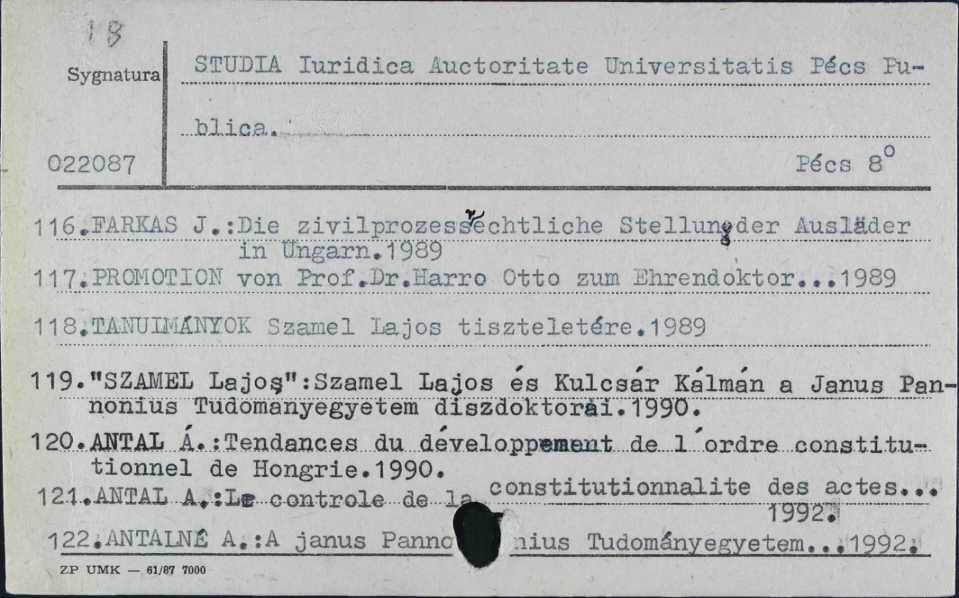 18
Sygnatura
STUDIA Iuridica Auctoritate Universitatis Pécs Pu-
blica.
022087
Pécs 8°
116.FARKAS J.:Die zivilprozessrechtliche Stellung der Ausläder
in Ungarn.1989
117.PROMOTION von Prof.Dr.Harro Otto zum Ehrendoktor...1989
118.TANUIMÁNYOK Szamel Lajos tiszteletére.1989
119."SZAMEL Lajos":Szamel Lajos és Kulcsár Kálmán a Janus Pan-
nonius Tudományegyetem diszdoktorai.1990.
120.ANTAL Á.:Tendances du développement de l'ordre constitu-
tionnel de Hongrie.1990.
121.ANTAL A.:Le controle de la constitutionnalite des actes...
1992.
122.ANTALNÉ A.:A janus Panno nius Tudományegyetem...1992.
ZP UMK — 61/87 7000